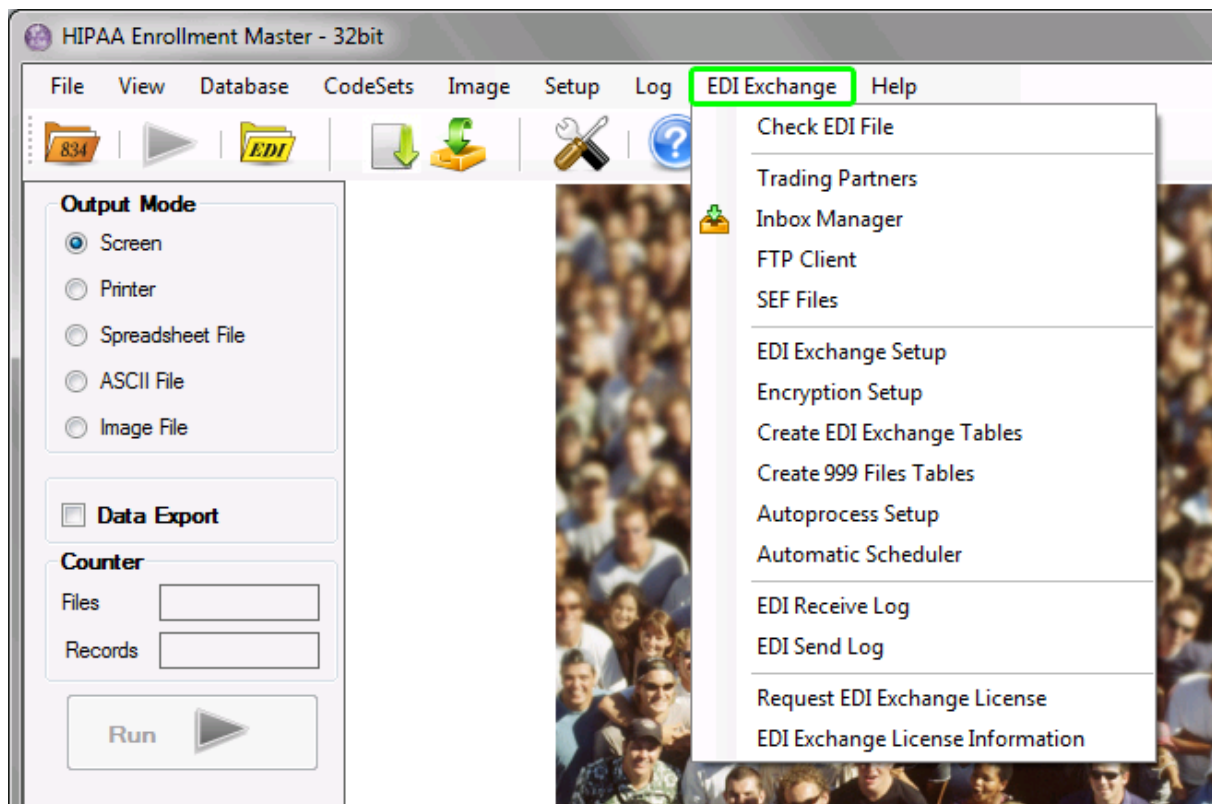 HIPAA Enrollment Master - 32bit
File View Database CodeSets Image Setup Log EDI Exchange Help
834 EDI ?
Check EDI File
Trading Partners
Inbox Manager
FTP Client
SEF Files
EDI Exchange Setup
Encryption Setup
Create EDI Exchange Tables
Create 999 Files Tables
Autoprocess Setup
Automatic Scheduler
EDI Receive Log
EDI Send Log
Request EDI Exchange License
EDI Exchange License Information
Output Mode
Screen
Printer
Spreadsheet File
ASCII File
Image File
Data Export
Counter
Files
Records
Run